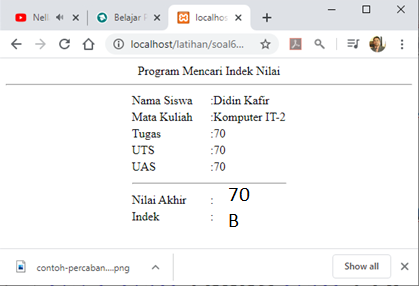 Nell
Belajar
localhos
localhost/latihan/soal6...
Program Mencari Indek Nilai
Nama Siswa :Didin Kafir
Mata Kuliah :Komputer IT-2
Tugas :70
UTS :70
UAS :70
Nilai Akhir : 70
Indek : B
contoh-percaban....png
Show all